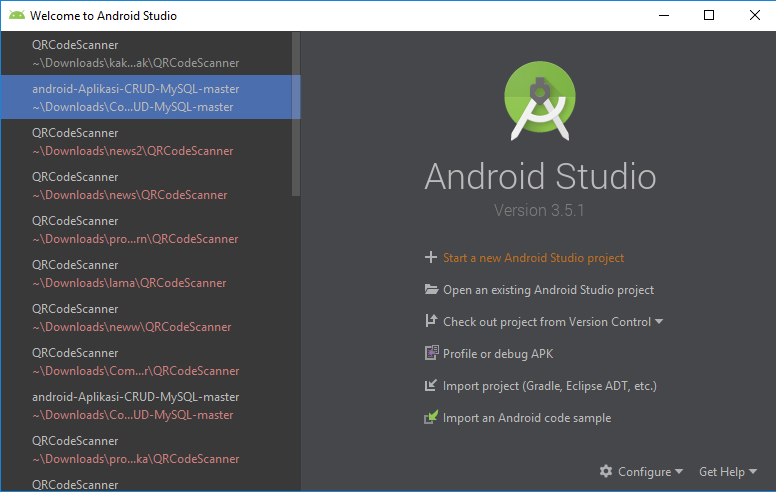 Welcome to Android Studio
QRCodeScanner
~\Downloads\kak...ak\QRCodeScanner
android-Aplikasi-CRUD-MySQL-master
~\Downloads\Co...UD-MySQL-master
QRCodeScanner
~\Downloads\news2\QRCodeScanner
QRCodeScanner
~\Downloads\news\QRCodeScanner
QRCodeScanner
~\Downloads\pro...rn\QRCodeScanner
QRCodeScanner
~\Downloads\lama\QRCodeScanner
QRCodeScanner
~\Downloads\neww\QRCodeScanner
QRCodeScanner
~\Downloads\Com...r\QRCodeScanner
android-Aplikasi-CRUD-MySQL-master
~\Downloads\Co...UD-MySQL-master
QRCodeScanner
~\Downloads\pro...ka\QRCodeScanner
QRCodeScanner
Android Studio
Version 3.5.1
Start a new Android Studio project
Open an existing Android Studio project
Check out project from Version Control
Profile or debug APK
Import project (Gradle, Eclipse ADT, etc.)
Import an Android code sample
Configure
Get Help